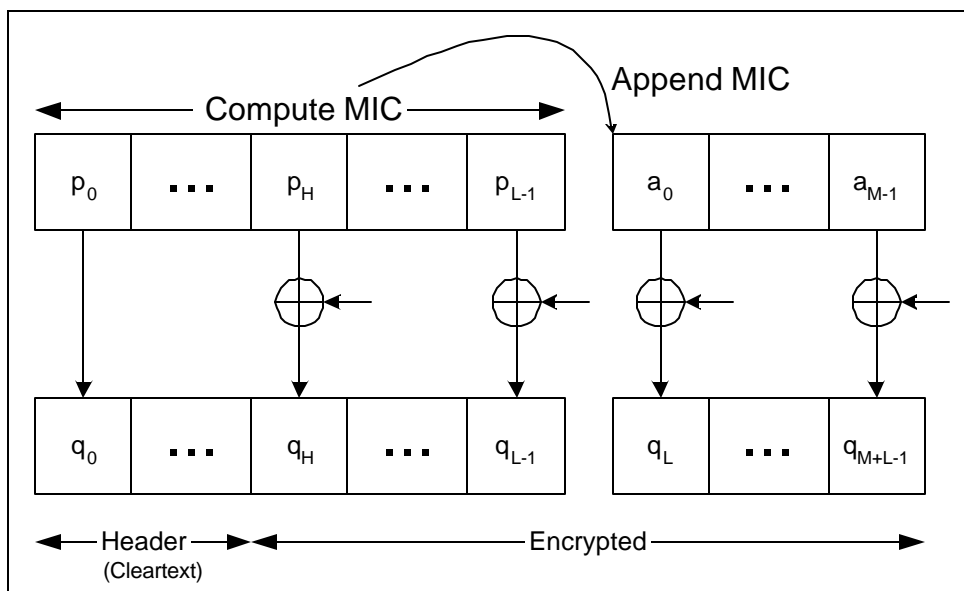 Append MIC
Compute MIC
p0 ... pH ... pL-1 a0 ... aM-1
q0 ... qH ... qL-1 qL ... qM+L-1
Header Encrypted
(Cleartext)